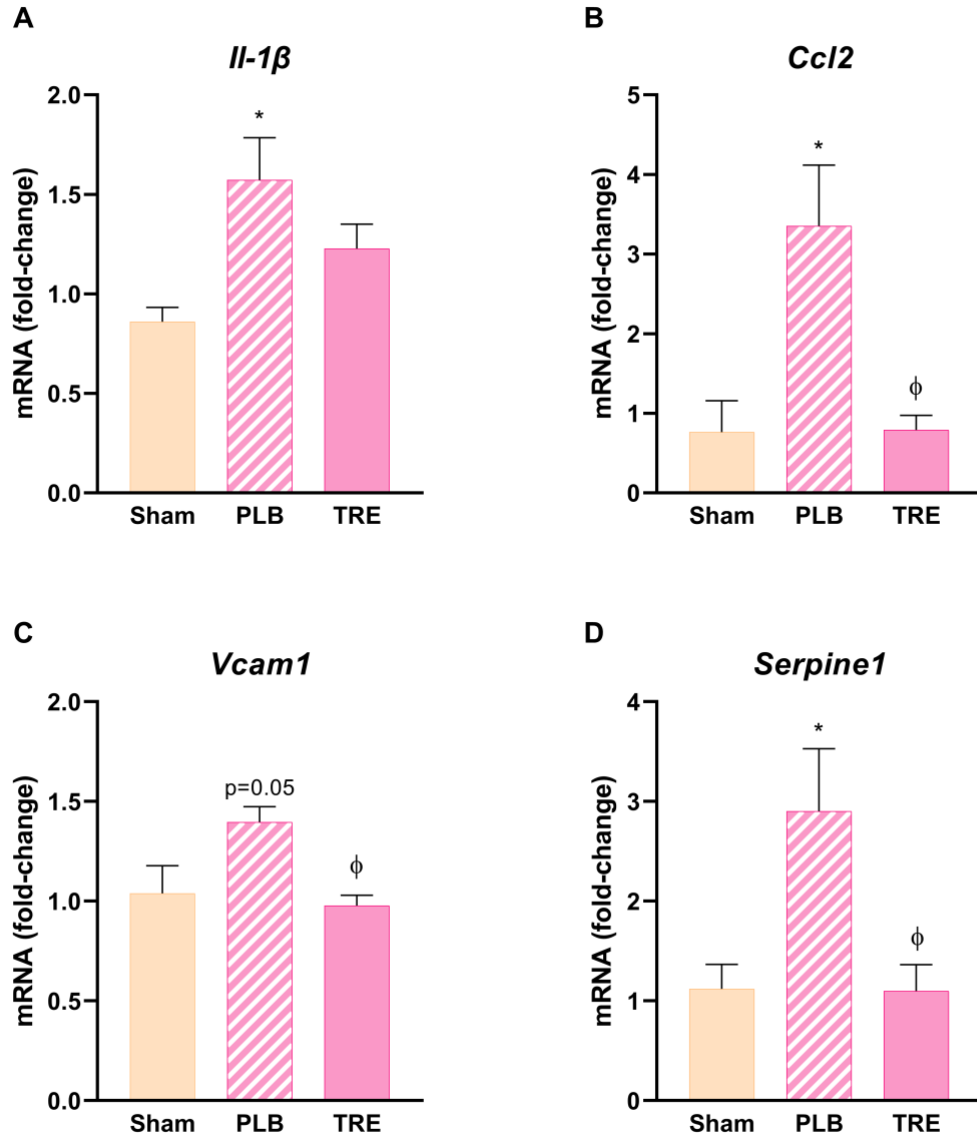 A
Il-1β
mRNA (fold-change)
2.0
1.5
1.0
0.5
0.0
*
Sham PLB TRE
B
Ccl2
mRNA (fold-change)
5
4
3
2
1
0
*
ϕ
Sham PLB TRE
C
Vcam1
mRNA (fold-change)
2.0
1.5
1.0
0.5
0.0
p=0.05
ϕ
Sham PLB TRE
D
Serpine1
mRNA (fold-change)
4
3
2
1
0
*
ϕ
Sham PLB TRE